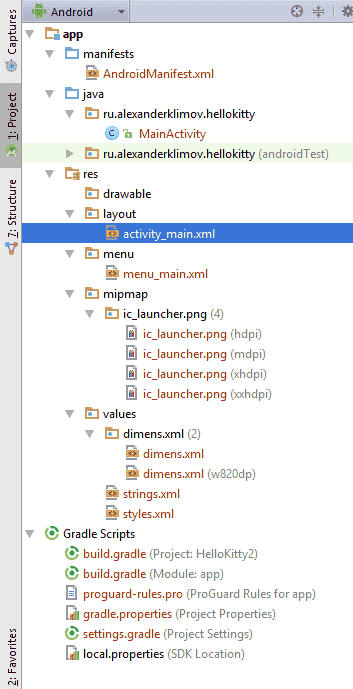 Captures
1: Project
7: Structure
2: Favorites
Android
app
manifests
AndroidManifest.xml
java
ru.alexanderklimov.hellokitty
MainActivity
ru.alexanderklimov.hellokitty (androidTest)
res
drawable
layout
activity_main.xml
menu
menu_main.xml
mipmap
ic_launcher.png (4)
ic_launcher.png (hdpi)
ic_launcher.png (mdpi)
ic_launcher.png (xhdpi)
ic_launcher.png (xxhdpi)
values
dimens.xml (2)
dimens.xml
dimens.xml (w820dp)
strings.xml
styles.xml
Gradle Scripts
build.gradle (Project: HelloKitty2)
build.gradle (Module: app)
proguard-rules.pro (ProGuard Rules for app)
gradle.properties (Project Properties)
settings.gradle (Project Settings)
local.properties (SDK Location)